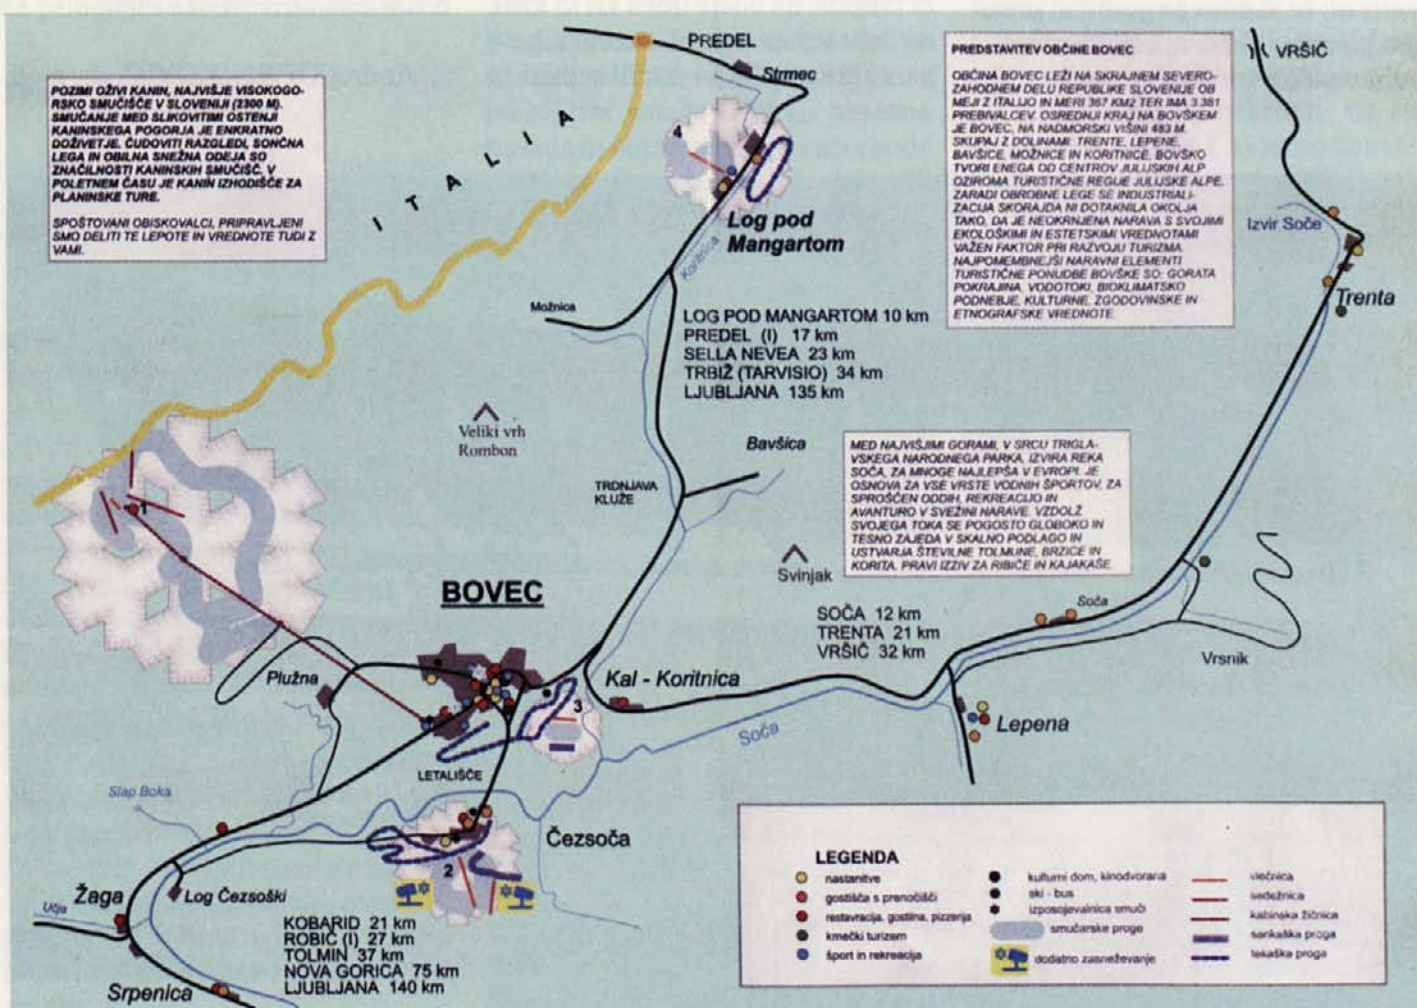 POZIMI OŽIVI KANIN, NAJVIŠJE VISOKOGO-
RSKO SMUČIŠČE V SLOVENIJI (2300 M).
SMUČANJE MED SLIKOVITIMI OSTENJI
KANINSKEGA POGORJA JE ENKRATNO
DOŽIVETJE. ČUDOVITI RAZGLEDI, SONČNA
LEGA IN OBILNA SNEŽNA ODEJA SO
ZNAČILNOSTI KANINSKIH SMUČIŠČ. V
POLETNEM ČASU JE KANIN IZHODIŠČE ZA
PLANINSKE TURE.
SPOŠTOVANI OBISKOVALCI, PRIPRAVLJENI
SMO DELITI TE LEPOTE IN VREDNOTE TUDI Z
VAMI.
ITALIA
PREDEL
Strmec
4
Log pod
Mangartom
Koritnica
Možnica
PREDSTAVITEV OBČINE BOVEC
OBČINA BOVEC LEŽI NA SKRAJNEM SEVERO-
ZAHODNEM DELU REPUBLIKE SLOVENIJE OB
MEJI Z ITALIJO IN MERI 367 KM2 TER IMA 3.381
PREBIVALCEV. OSREDNJI KRAJ NA BOVŠKEM
JE BOVEC, NA NADMORSKI VIŠINI 483 M.
SKUPAJ Z DOLINAMI: TRENTE, LEPENE,
BAVŠICE, MOŽNICE IN KORITNICE, BOVŠKO
TVORI ENEGA OD CENTROV JULIJSKIH ALP
OZIROMA TURISTIČNE REGIJE JULIJSKE ALPE.
ZARADI OBROBNE LEGE SE INDUSTRIALI-
ZACIJA SKORAJDA NI DOTAKNILA OKOLJA
TAKO, DA JE NEOKRNJENA NARAVA S SVOJIMI
EKOLOŠKIMI IN ESTETSKIMI VREDNOTAMI
VAŽEN FAKTOR PRI RAZVOJU TURIZMA.
NAJPOMEMBNEJŠI NARAVNI ELEMENTI
TURISTIČNE PONUDBE BOVŠKE SO: GORATA
POKRAJINA, VODOTOKI, BIOKLIMATSKO
PODNEBJE, KULTURNE, ZGODOVINSKE IN
ETNOGRAFSKE VREDNOTE.
VRŠIČ
Izvir Soče
Trenta
LOG POD MANGARTOM 10 km
PREDEL (I) 17 km
SELLA NEVEA 23 km
TRBIŽ (TARVISIO) 34 km
LJUBLJANA 135 km
Veliki vrh
Rombon
Bavšica
TRDNJAVA
KLUŽE
MED NAJVIŠJIMI GORAMI, V SRCU TRIGLA-
VSKEGA NARODNEGA PARKA, IZVIRA REKA
SOČA, ZA MNOGE NAJLEPŠA V EVROPI. JE
OSNOVA ZA VSE VRSTE VODNIH ŠPORTOV, ZA
SPROŠČEN ODDIH, REKREACIJO IN
AVANTURO V SVEŽINI NARAVE. VZDOLŽ
SVOJEGA TOKA SE POGOSTO GLOBOKO IN
TESNO ZAJEDA V SKALNO PODLAGO IN
USTVARJA ŠTEVILNE TOLMUNE, BRZICE IN
KORITA, PRAVI IZZIV ZA RIBIČE IN KAJAKAŠE.
1
Svinjak
BOVEC
SOČA 12 km
TRENTA 21 km
VRŠIČ 32 km
Soča
Vrsnik
Plužna
Kal - Koritnica
3
Soča
Lepena
LETALIŠČE
Slap Boka
Čezsoča
2
Žaga
Učja
Log Čezsoški
Srpenica
KOBARID 21 km
ROBIČ (I) 27 km
TOLMIN 37 km
NOVA GORICA 75 km
LJUBLJANA 140 km
LEGENDA
nastanitve
gostišča s prenočišči
restavracija, gostilna, pizzerija
kmečki turizem
šport in rekreacija
kulturni dom, kinodvorana
ski - bus
izposojevalnica smuči
smučarske proge
dodatno zasneževanje
vlečnica
sedežnica
kabinska žičnica
sankaška proga
tekaška proga